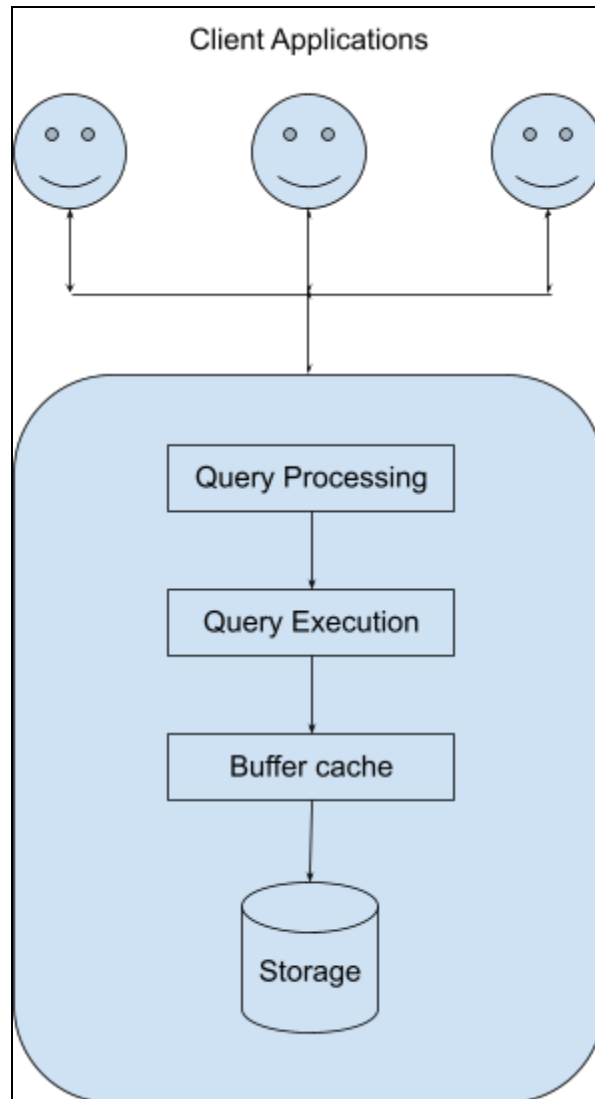 Client Applications
Query Processing
Query Execution
Buffer cache
Storage